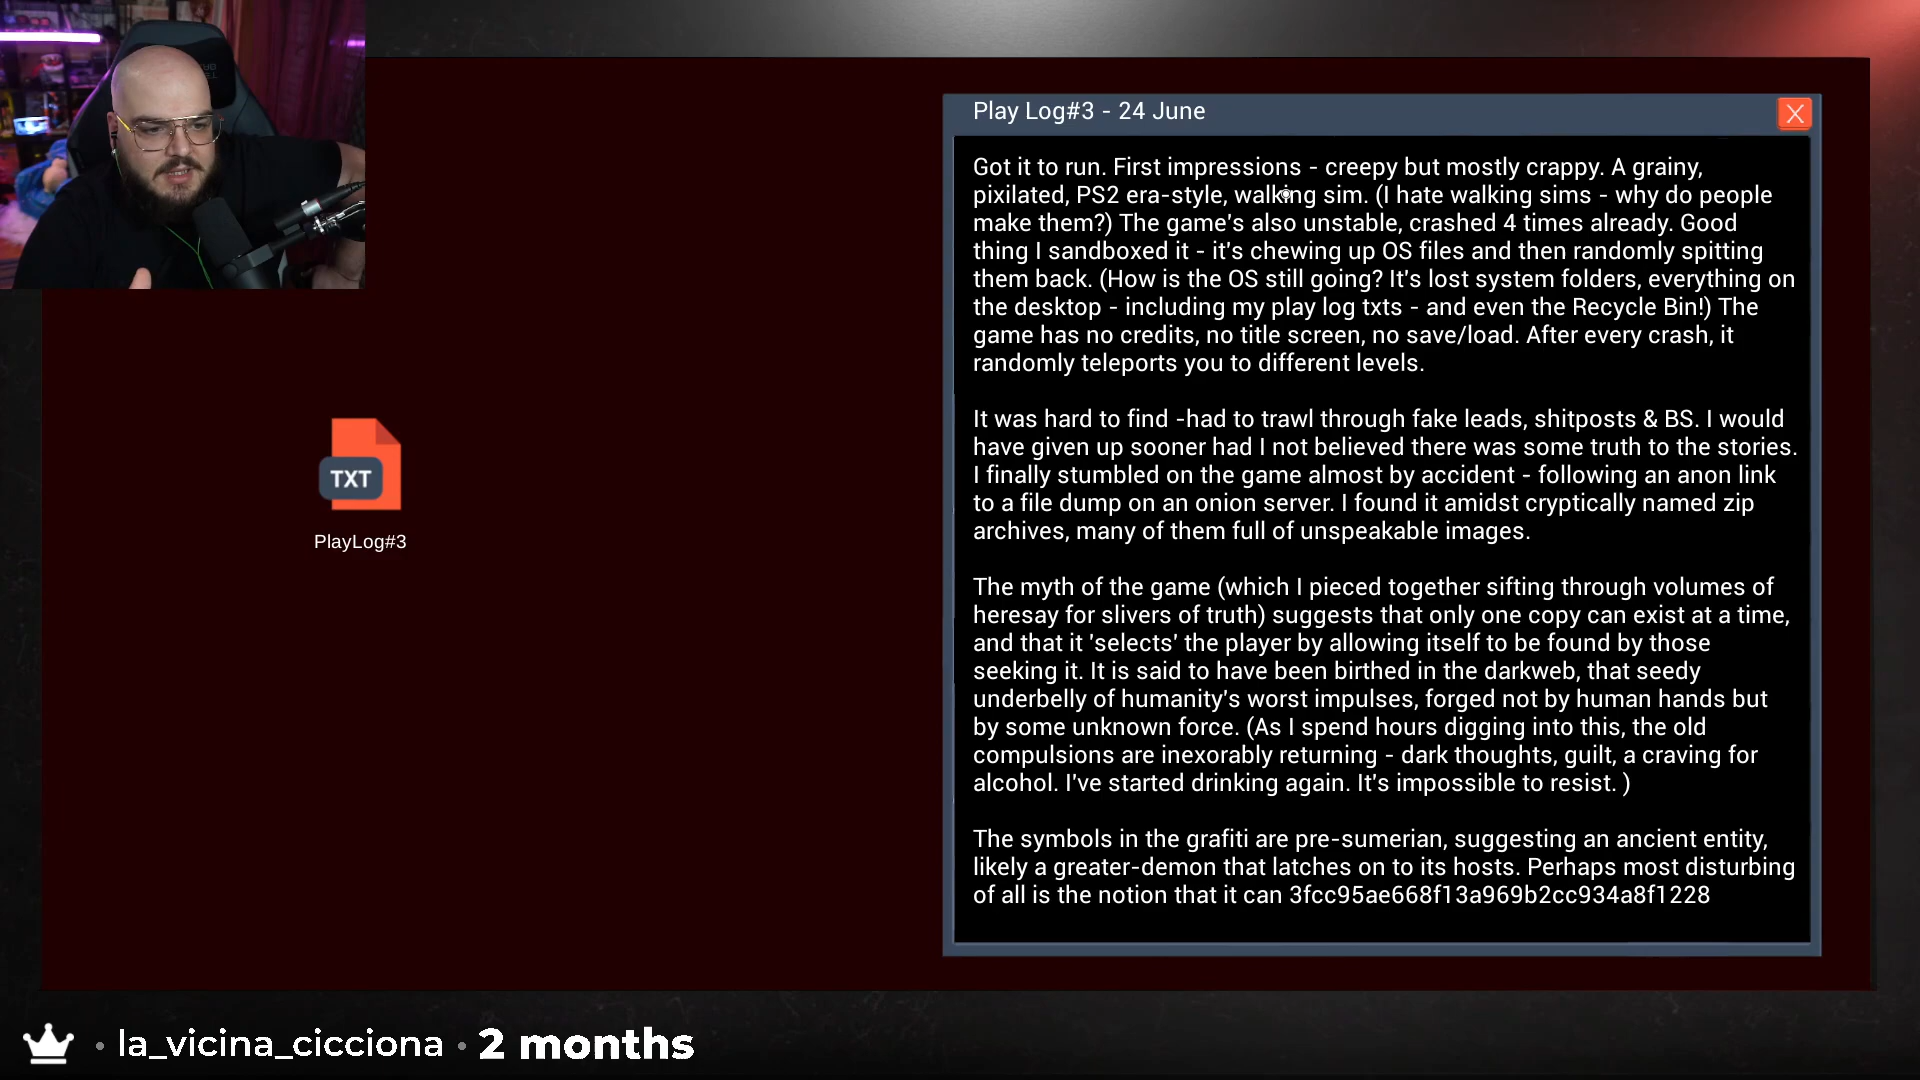 Play Log#3 - 24 June
X
Got it to run. First impressions - creepy but mostly crappy. A grainy,
pixilated, PS2 era-style, walking sim. (I hate walking sims - why do people
make them?) The game's also unstable, crashed 4 times already. Good
thing I sandboxed it - it's chewing up OS files and then randomly spitting
them back. (How is the OS still going? It's lost system folders, everything on
the desktop - including my play log txts - and even the Recycle Bin!) The
game has no credits, no title screen, no save/load. After every crash, it
randomly teleports you to different levels.
It was hard to find -had to trawl through fake leads, shitposts & BS. I would
have given up sooner had I not believed there was some truth to the stories.
I finally stumbled on the game almost by accident - following an anon link
to a file dump on an onion server. I found it amidst cryptically named zip
archives, many of them full of unspeakable images.
The myth of the game (which I pieced together sifting through volumes of
heresay for slivers of truth) suggests that only one copy can exist at a time,
and that it 'selects' the player by allowing itself to be found by those
seeking it. It is said to have been birthed in the darkweb, that seedy
underbelly of humanity's worst impulses, forged not by human hands but
by some unknown force. (As I spend hours digging into this, the old
compulsions are inexorably returning - dark thoughts, guilt, a craving for
alcohol. I've started drinking again. It's impossible to resist. )
The symbols in the grafiti are pre-sumerian, suggesting an ancient entity,
likely a greater-demon that latches on to its hosts. Perhaps most disturbing
of all is the notion that it can 3fcc95ae668f13a969b2cc934a8f1228
TXT
PlayLog#3
• la_vicina_cicciona • 2 months